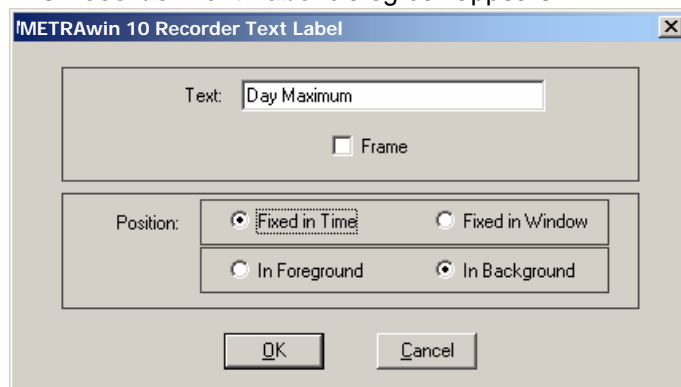 METRAwin 10 Recorder Text Label
Text: Day Maximum
Frame
Position: Fixed in Time Fixed in Window
In Foreground In Background
OK Cancel